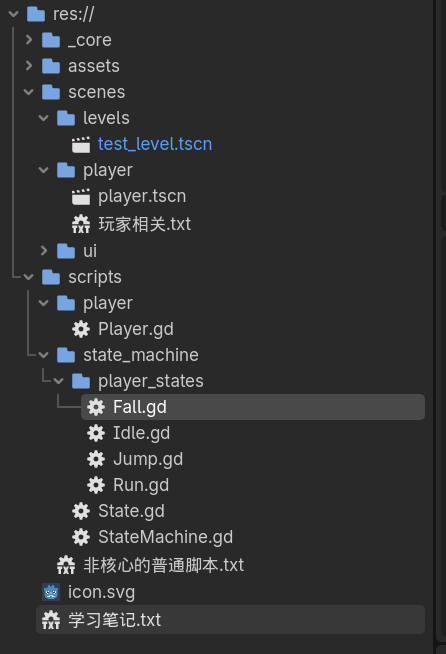 res://
_core
assets
scenes
levels
test_level.tscn
player
player.tscn
玩家相关.txt
ui
scripts
player
Player.gd
state_machine
player_states
Fall.gd
Idle.gd
Jump.gd
Run.gd
State.gd
StateMachine.gd
非核心的普通脚本.txt
icon.svg
学习笔记.txt